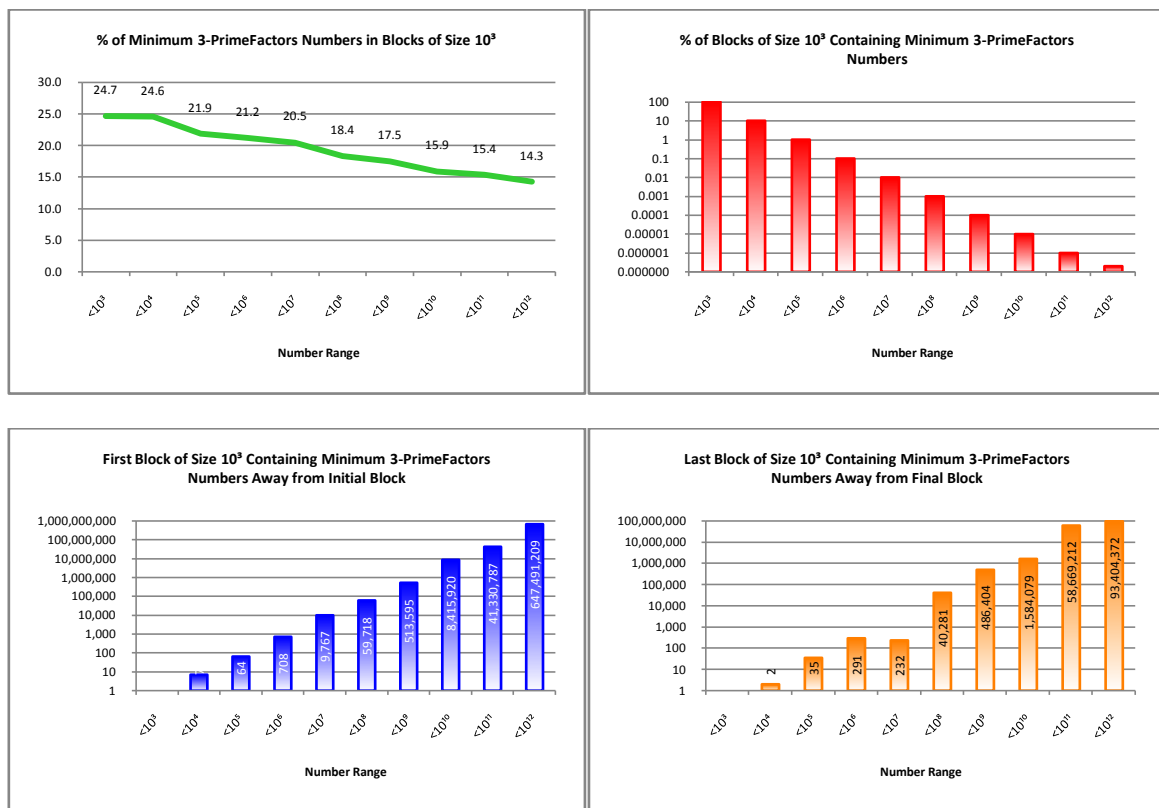 % of Minimum 3-PrimeFactors Numbers in Blocks of Size 10³
30.0
25.0
20.0
15.0
10.0
5.0
0.0
24.7 24.6 21.9 21.2 20.5 18.4 17.5 15.9 15.4 14.3
<10³ <10⁴ <10⁵ <10⁶ <10⁷ <10⁸ <10⁹ <10¹⁰ <10¹¹ <10¹²
Number Range
% of Blocks of Size 10³ Containing Minimum 3-PrimeFactors
Numbers
100
10
1
0.1
0.01
0.001
0.0001
0.00001
0.000001
0.000000
<10³ <10⁴ <10⁵ <10⁶ <10⁷ <10⁸ <10⁹ <10¹⁰ <10¹¹ <10¹²
Number Range
First Block of Size 10³ Containing Minimum 3-PrimeFactors
Numbers Away from Initial Block
1,000,000,000
100,000,000
10,000,000
1,000,000
100,000
10,000
1,000
100
10
1
64 708 9,767 59,718 513,595 8,415,920 41,330,787 647,491,209
<10³ <10⁴ <10⁵ <10⁶ <10⁷ <10⁸ <10⁹ <10¹⁰ <10¹¹ <10¹²
Number Range
Last Block of Size 10³ Containing Minimum 3-PrimeFactors
Numbers Away from Final Block
100,000,000
10,000,000
1,000,000
100,000
10,000
1,000
100
10
1
2 35 291 232 40,281 486,404 1,584,079 58,669,212 93,404,372
<10³ <10⁴ <10⁵ <10⁶ <10⁷ <10⁸ <10⁹ <10¹⁰ <10¹¹ <10¹²
Number Range